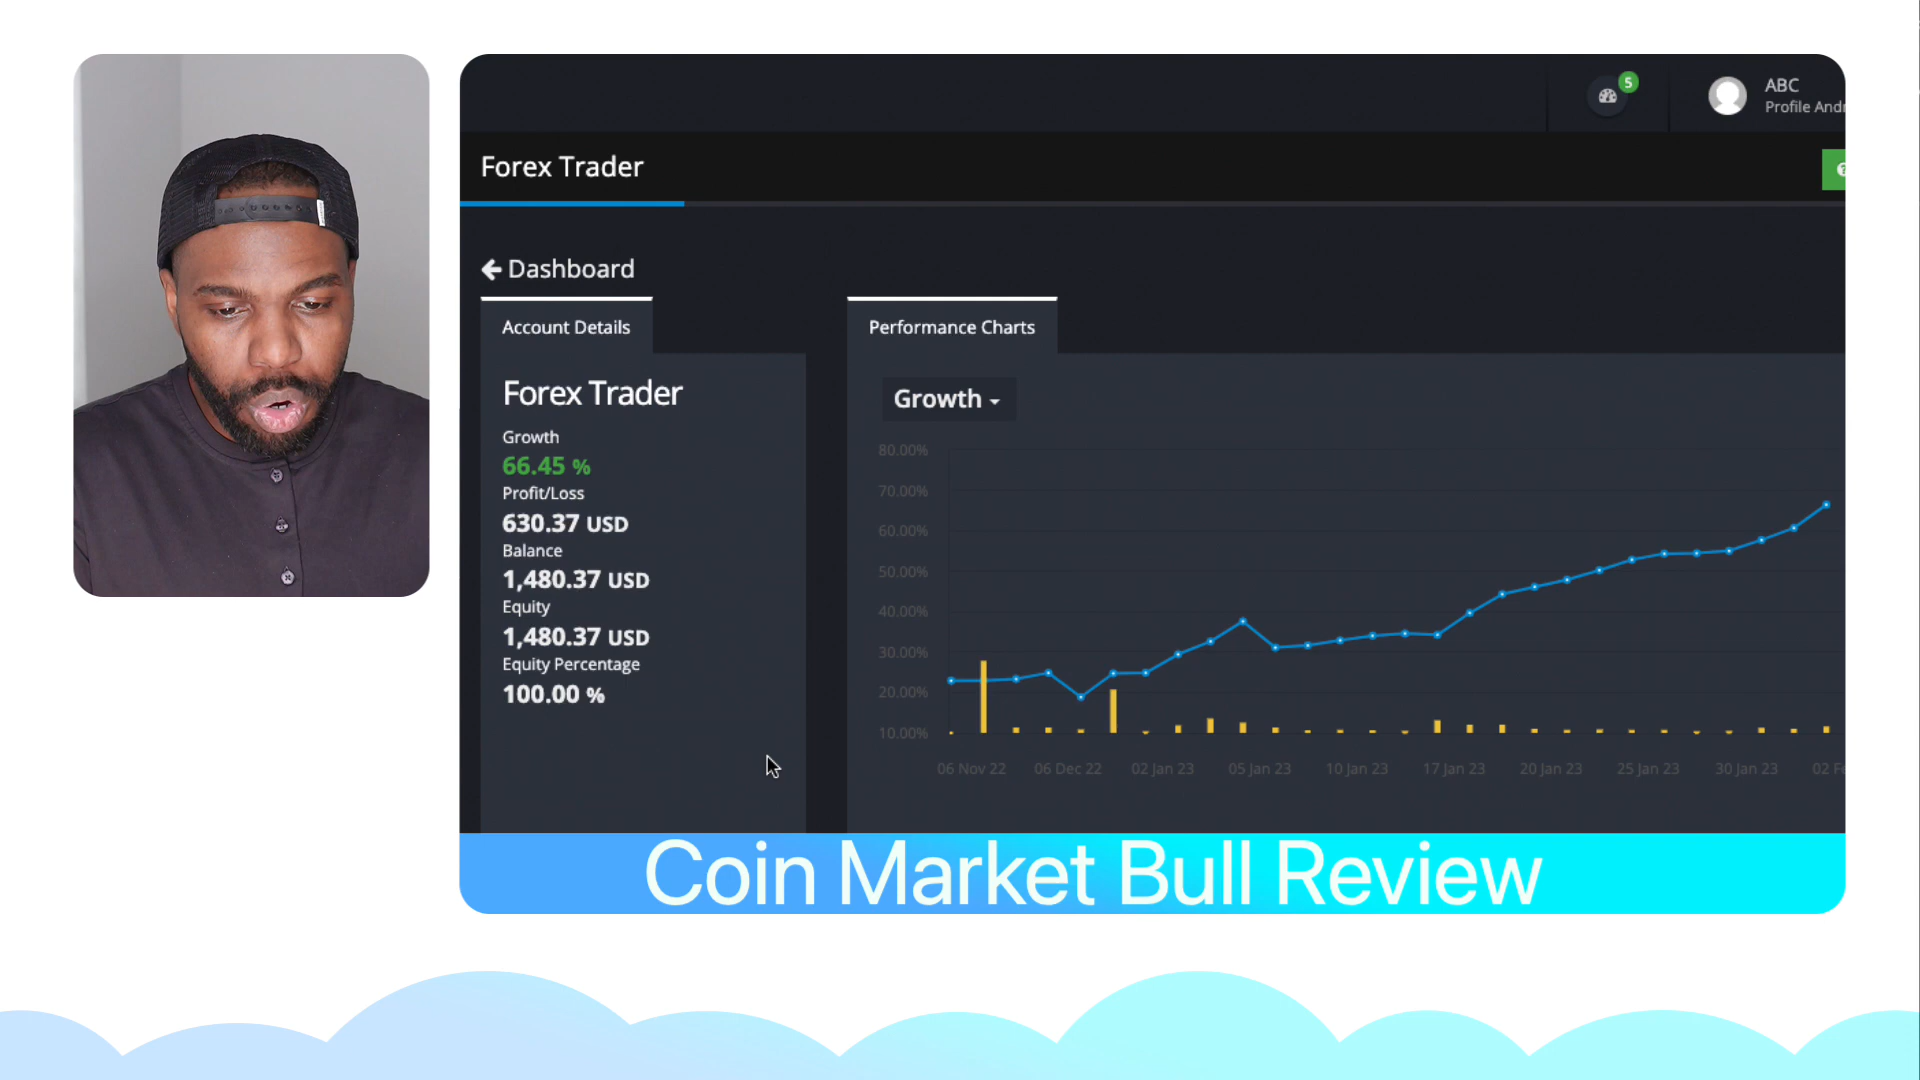 5
ABC
Profile Andr
Forex Trader
Dashboard
Account Details
Performance Charts
Forex Trader
Growth
66.45 %
Profit/Loss
630.37 USD
Balance
1,480.37 USD
Equity
1,480.37 USD
Equity Percentage
100.00 %
Growth
80.00%
70.00%
60.00%
50.00%
40.00%
30.00%
20.00%
10.00%
06 Nov 22 06 Dec 22 02 Jan 23 05 Jan 23 10 Jan 23 17 Jan 23 20 Jan 23 25 Jan 23 30 Jan 23 02 Fe
Coin Market Bull Review